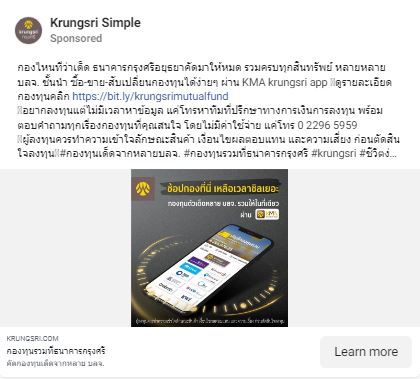 Krungsri Simple
Sponsored
กองไหนที่ว่าเด็ด ธนาคารกรุงศรีอยุธยาคัดมาให้หมด รวมครบทุกสินทรัพย์ หลายหลาย
บลจ. ชั้นนำ ซื้อ-ขาย-สับเปลี่ยนกองทุนได้ง่ายๆ ผ่าน KMA krungsri app ดูรายละเอียด
กองทุนคลิก https://bit.ly/krungsrimutualfund
อยากลงทุนแต่ไม่มีเวลาหาข้อมูล แค่โทรหาทีมที่ปรึกษาทางการเงินการลงทุน พร้อม
ตอบคำถามทุกเรื่องกองทุนที่คุณสนใจ โดยไม่มีค่าใช้จ่าย แค่โทร 0 2296 5959
ผู้ลงทุนควรทำความเข้าใจลักษณะสินค้า เงื่อนไขผลตอบแทน และความเสี่ยง ก่อนตัดสิน
ใจลงทุน #กองทุนเด็ดจากหลายบลจ. #กองทุนรวมที่ธนาคารกรุงศรี #krungsri #ชีวิตง่...
ช้อปกองที่นี่ เหลือเวลาชิลเยอะ
กองทุนตัวเด็ดหลาย บลจ. รวมให้ในที่เดียว
ผ่าน KMA
KRUNGSRI.COM
กองทุนรวมที่ธนาคารกรุงศรี
คัดกองเด็ดจากหลาย บลจ.
Learn more